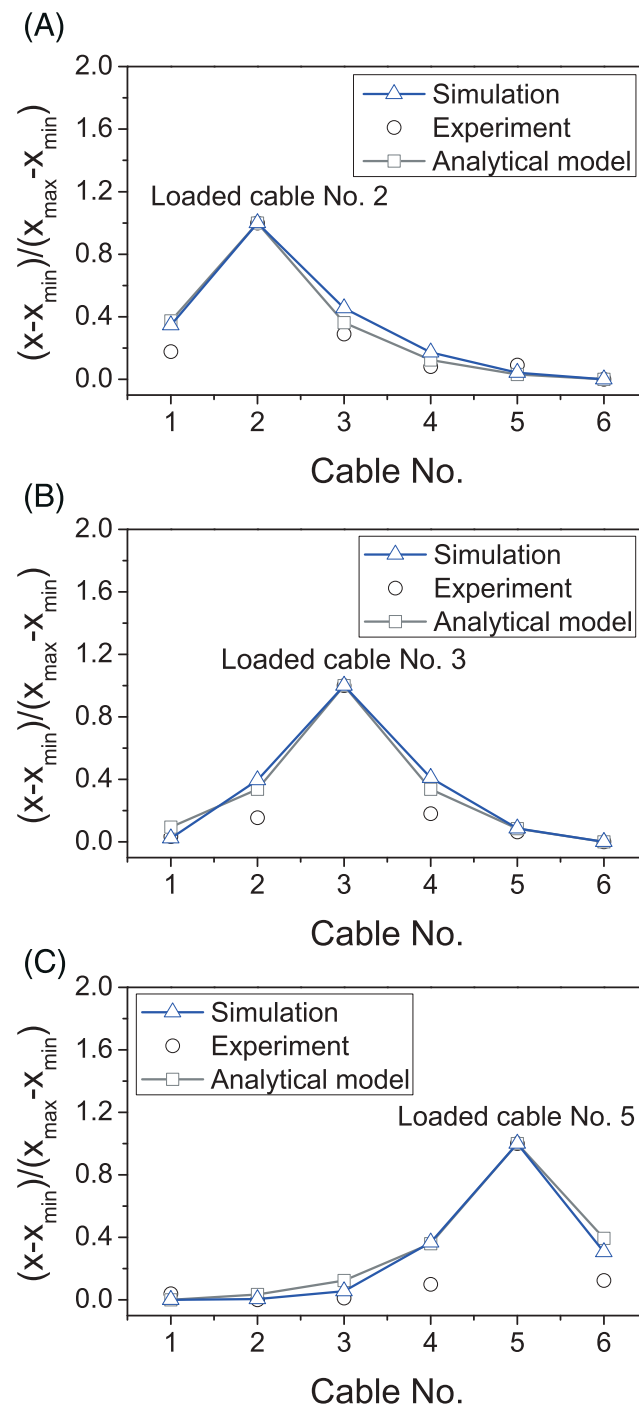 (A)
2.0
1.6
1.2
0.8
0.4
0.0
(x-x_min)/(x_max-x_min)
Simulation
Experiment
Analytical model
Loaded cable No. 2
1 2 3 4 5 6
Cable No.
(B)
2.0
1.6
1.2
0.8
0.4
0.0
(x-x_min)/(x_max-x_min)
Simulation
Experiment
Analytical model
Loaded cable No. 3
1 2 3 4 5 6
Cable No.
(C)
2.0
1.6
1.2
0.8
0.4
0.0
(x-x_min)/(x_max-x_min)
Simulation
Experiment
Analytical model
Loaded cable No. 5
1 2 3 4 5 6
Cable No.